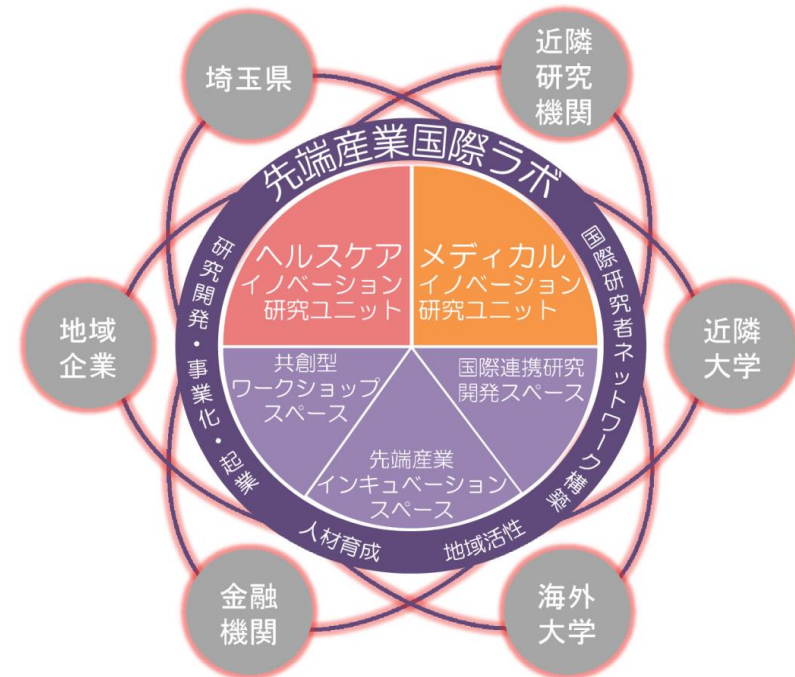 埼玉県
近隣
研究
機関
先端産業国際ラボ
ヘルスケア
イノベーション
研究ユニット
メディカル
イノベーション
研究ユニット
研究開発・事業化・起業
国際研究者ネットワーク構築
地域
企業
近隣
大学
共創型
ワークショップ
スペース
国際連携研究
開発スペース
先端産業
インキュベーション
スペース
人材育成
地域活性
金融
機関
海外
大学